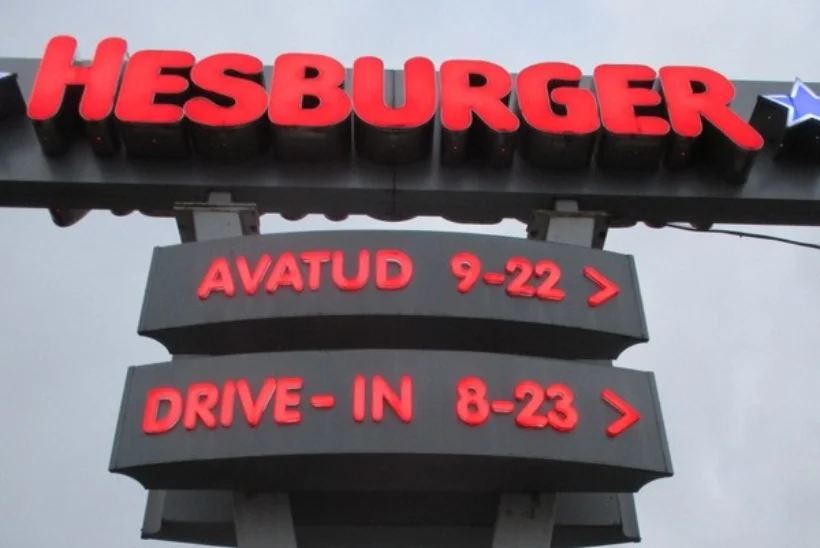 HESBURGER
AVATUD 9-22 >
DRIVE-IN 8-23 >